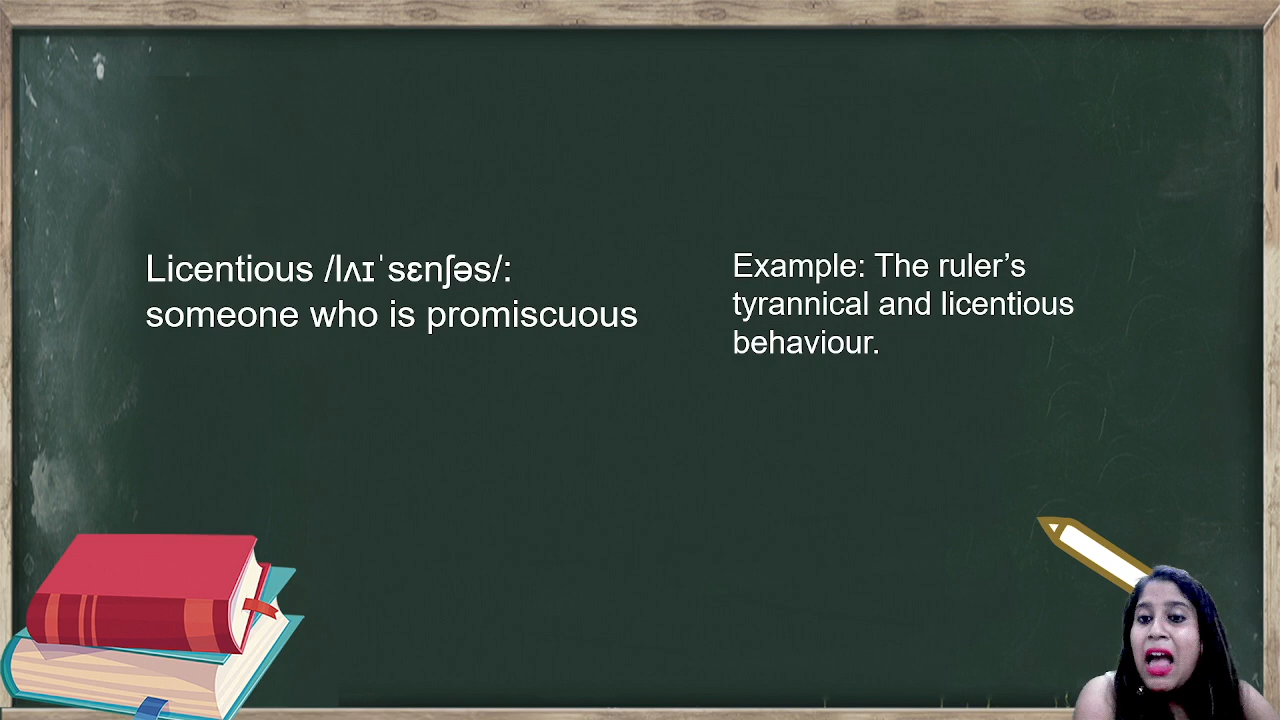 Licentious /lʌɪˈsɛnʃəs/:
someone who is promiscuous
Example: The ruler’s
tyrannical and licentious
behaviour.